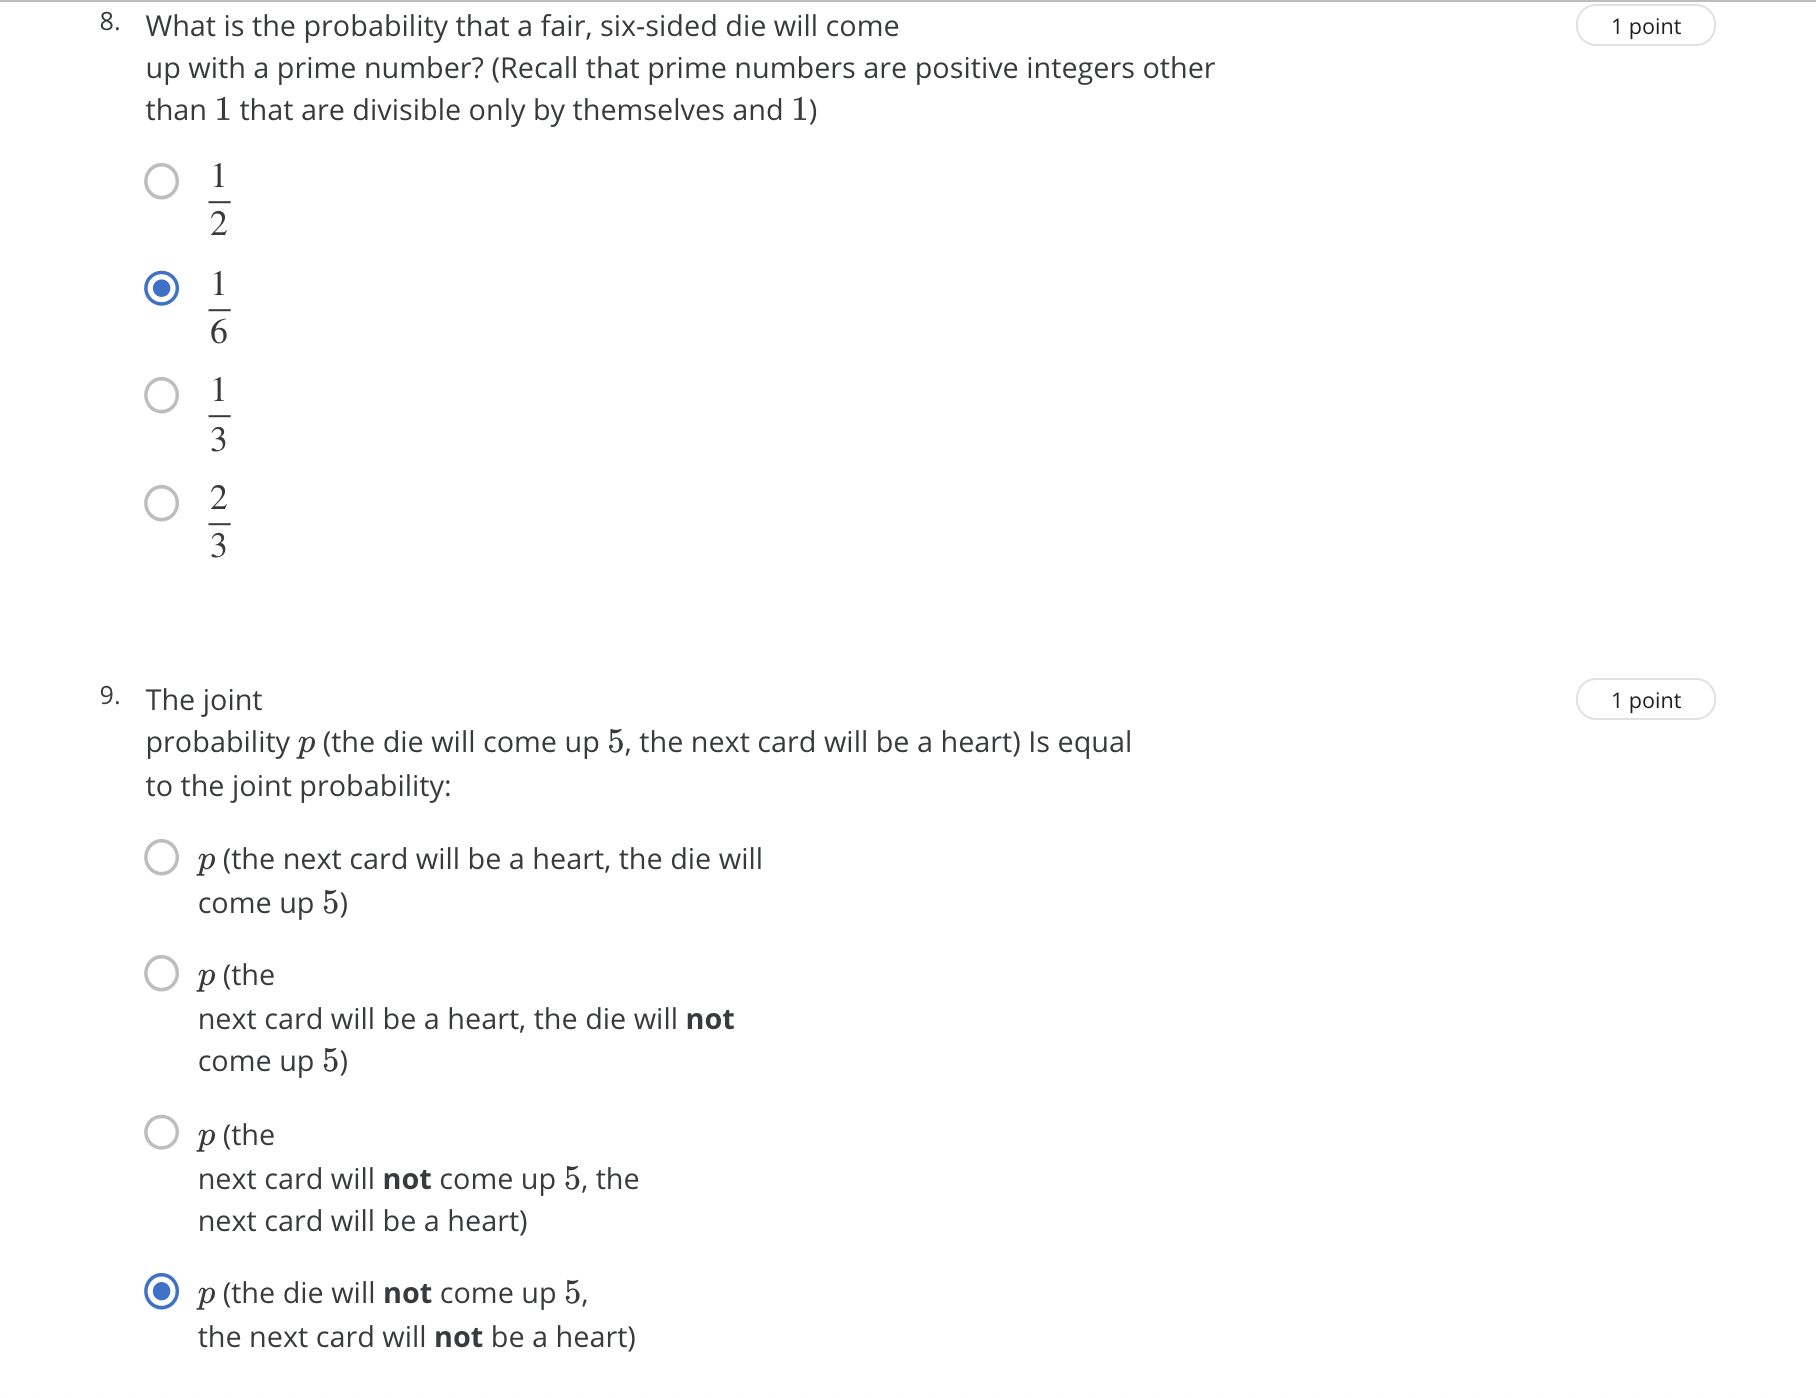 8. What is the probability that a fair, six-sided die will come
1 point
up with a prime number? (Recall that prime numbers are positive integers other
than 1 that are divisible only by themselves and 1)
1
2
1
6
1
3
2
3
9. The joint
1 point
probability p (the die will come up 5, the next card will be a heart) Is equal
to the joint probability:
p (the next card will be a heart, the die will
come up 5)
p (the
next card will be a heart, the die will not
come up 5)
p (the
next card will not come up 5, the
next card will be a heart)
p (the die will not come up 5,
the next card will not be a heart)